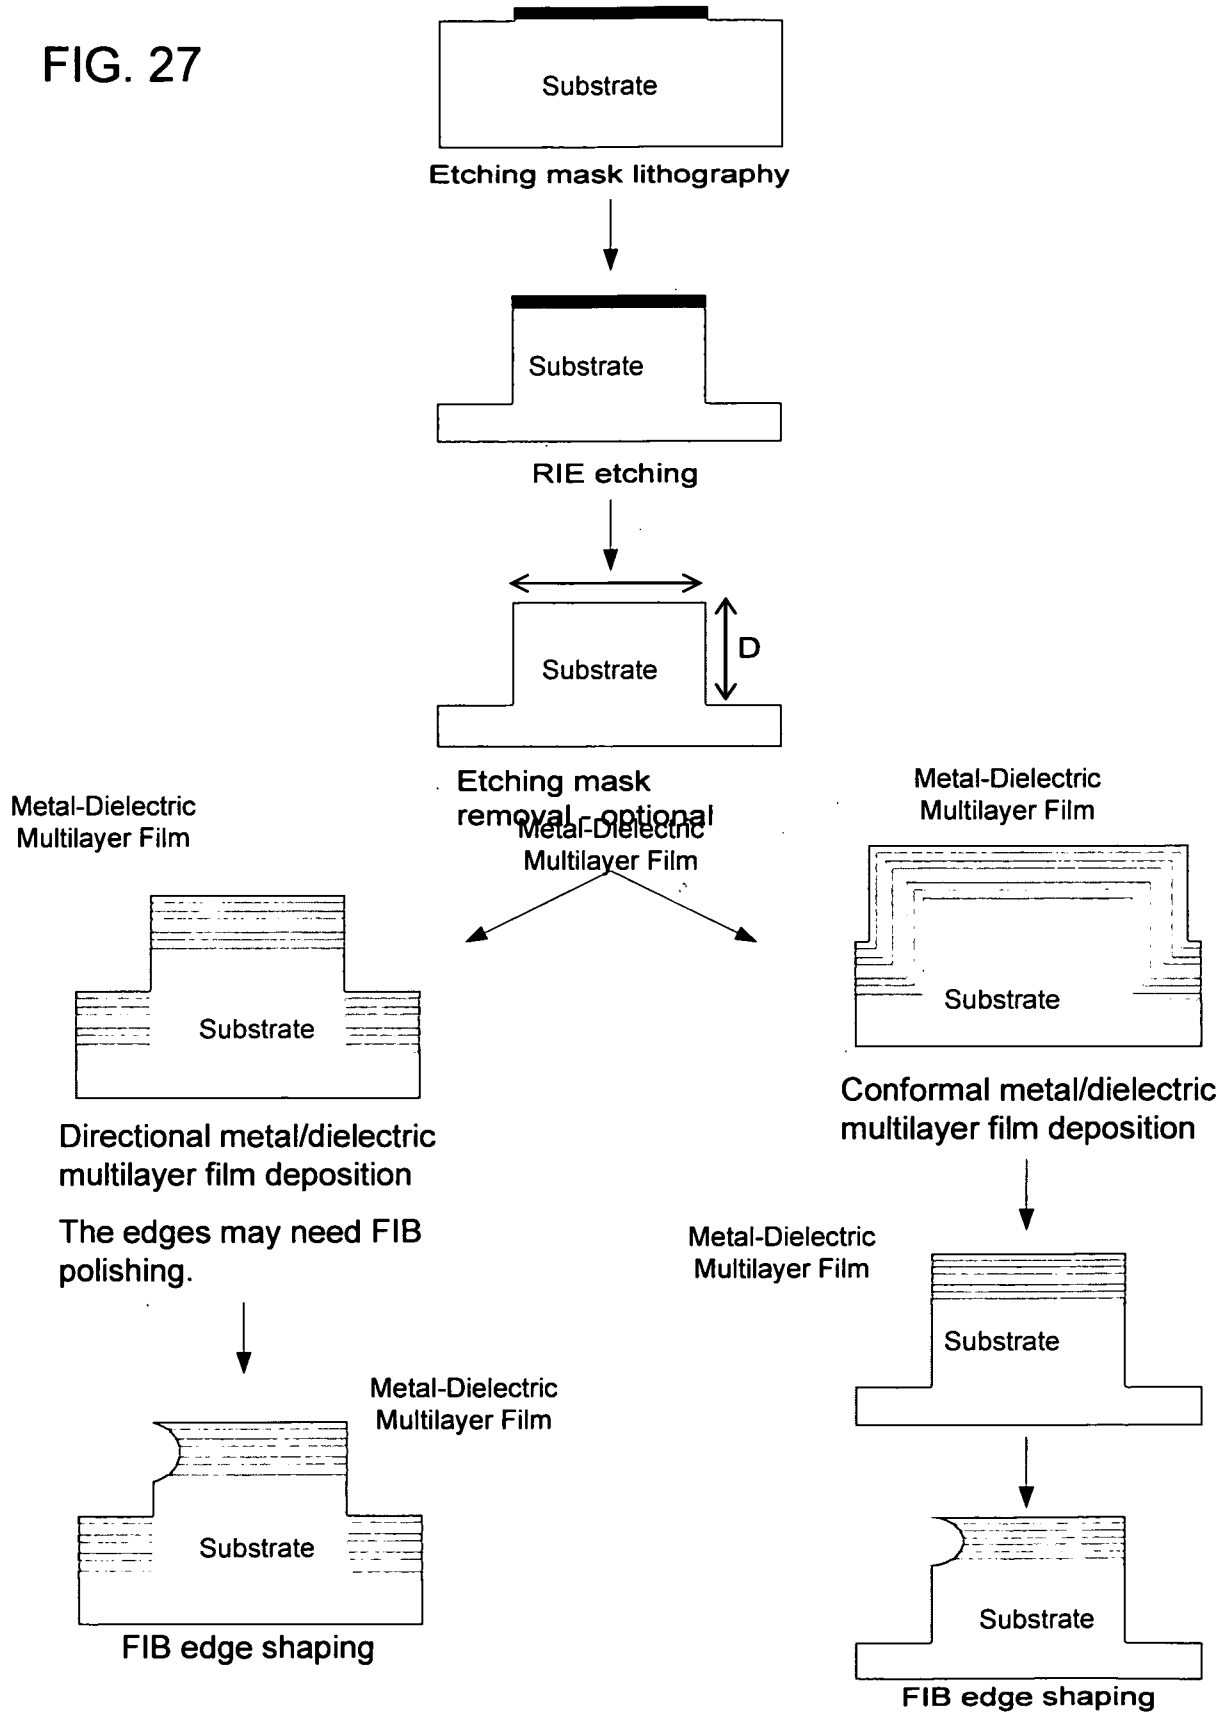 FIG. 27
Substrate
Etching mask lithography
Substrate
RIE etching
Substrate
D
Etching mask
removal - optional
Metal-Dielectric
Multilayer Film
Metal-Dielectric
Multilayer Film
Substrate
Directional metal/dielectric
multilayer film deposition
The edges may need FIB
polishing.
Metal-Dielectric
Multilayer Film
Substrate
FIB edge shaping
Metal-Dielectric
Multilayer Film
Substrate
Conformal metal/dielectric
multilayer film deposition
Metal-Dielectric
Multilayer Film
Substrate
Substrate
FIB edge shaping